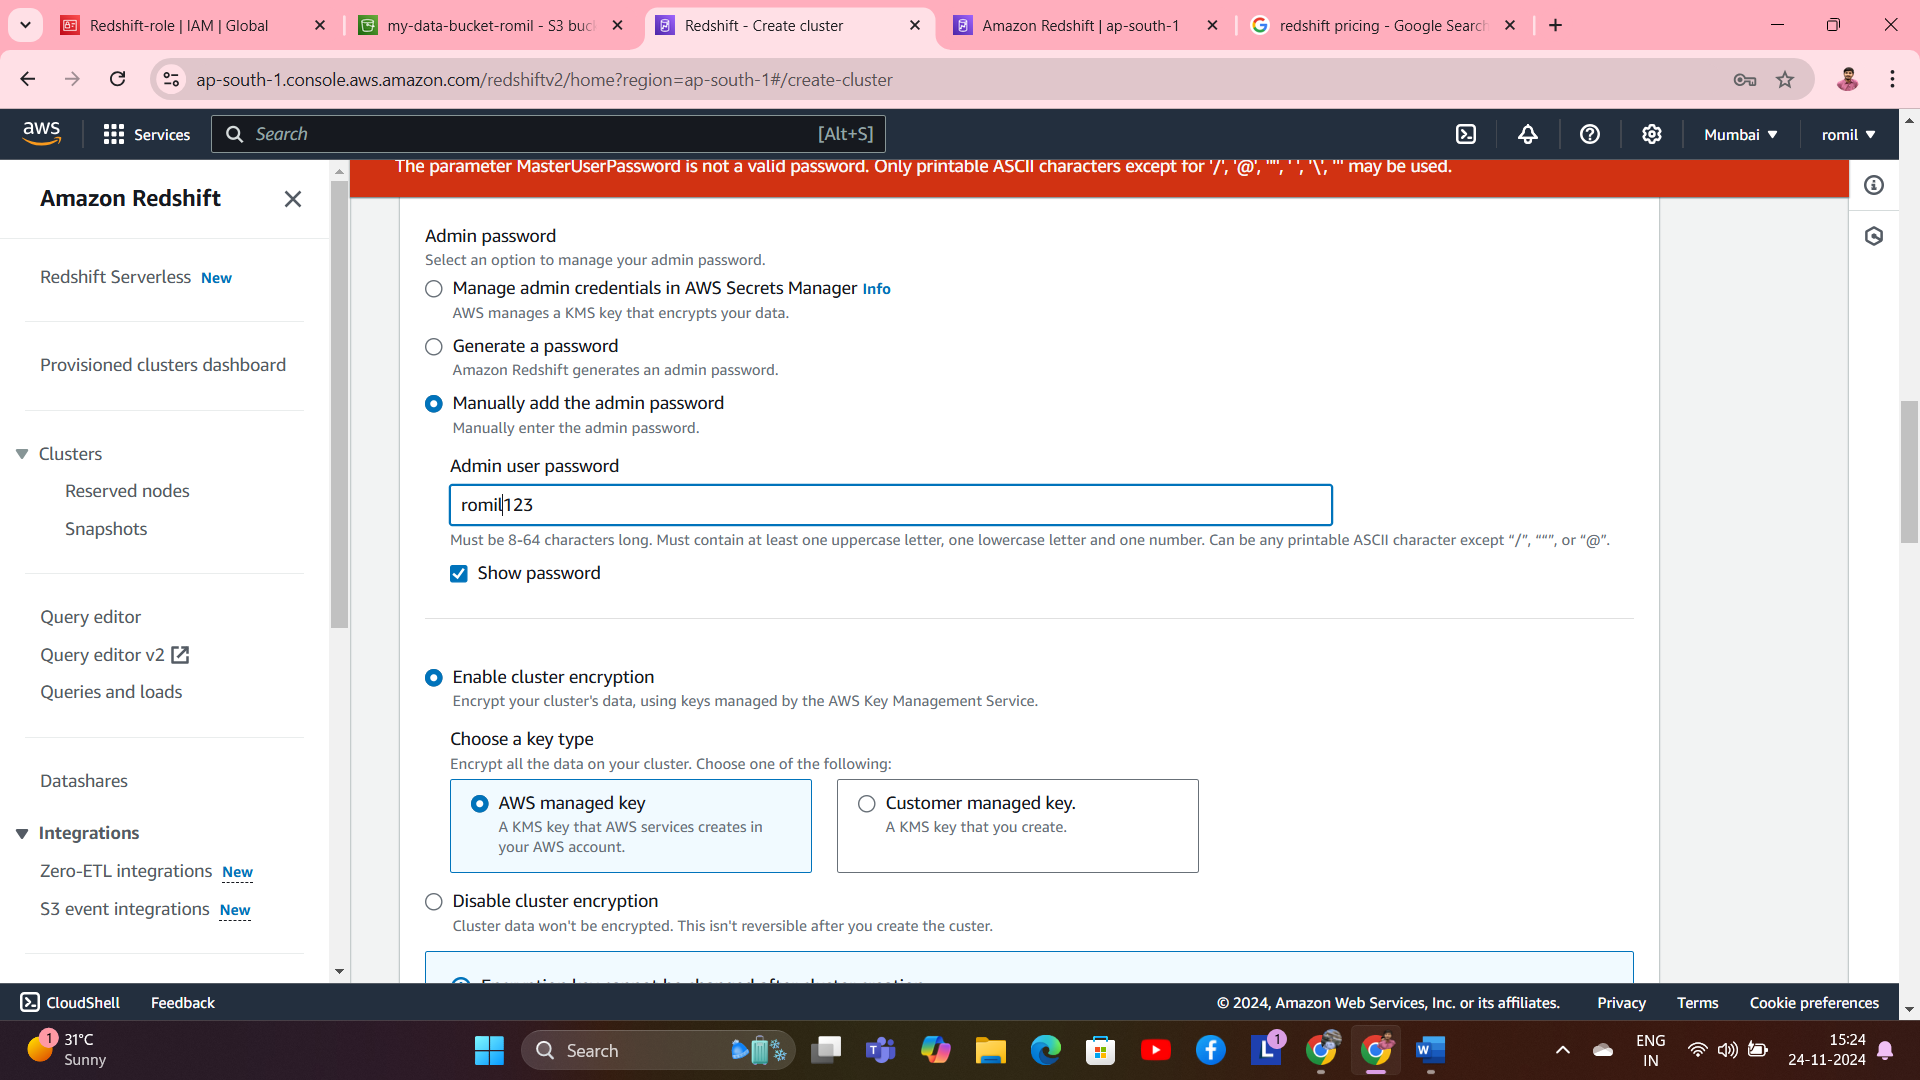 Redshift-role | IAM | Global
my-data-bucket-romil - S3 buc
Redshift - Create cluster
Amazon Redshift | ap-south-1
redshift pricing - Google Search
ap-south-1.console.aws.amazon.com/redshiftv2/home?region=ap-south-1#/create-cluster
aws
Services
Search
[Alt+S]
Mumbai
romil
The parameter MasterUserPassword is not a valid password. Only printable ASCII characters except for '/', '@', '"', ' ', '\', ''' may be used.
Amazon Redshift
Redshift Serverless New
Provisioned clusters dashboard
Clusters
Reserved nodes
Snapshots
Query editor
Query editor v2
Queries and loads
Datashares
Integrations
Zero-ETL integrations New
S3 event integrations New
Admin password
Select an option to manage your admin password.
Manage admin credentials in AWS Secrets Manager Info
AWS manages a KMS key that encrypts your data.
Generate a password
Amazon Redshift generates an admin password.
Manually add the admin password
Manually enter the admin password.
Admin user password
romil123
Must be 8-64 characters long. Must contain at least one uppercase letter, one lowercase letter and one number. Can be any printable ASCII character except “/”, “““, or “@”.
Show password
Enable cluster encryption
Encrypt your cluster's data, using keys managed by the AWS Key Management Service.
Choose a key type
Encrypt all the data on your cluster. Choose one of the following:
AWS managed key
A KMS key that AWS services creates in
your AWS account.
Customer managed key.
A KMS key that you create.
Disable cluster encryption
Cluster data won't be encrypted. This isn't reversible after you create the custer.
Encryption key cannot be changed after cluster creation
CloudShell
Feedback
© 2024, Amazon Web Services, Inc. or its affiliates.
Privacy
Terms
Cookie preferences
1
31°C
Sunny
Search
1
ENG
IN
15:24
24-11-2024